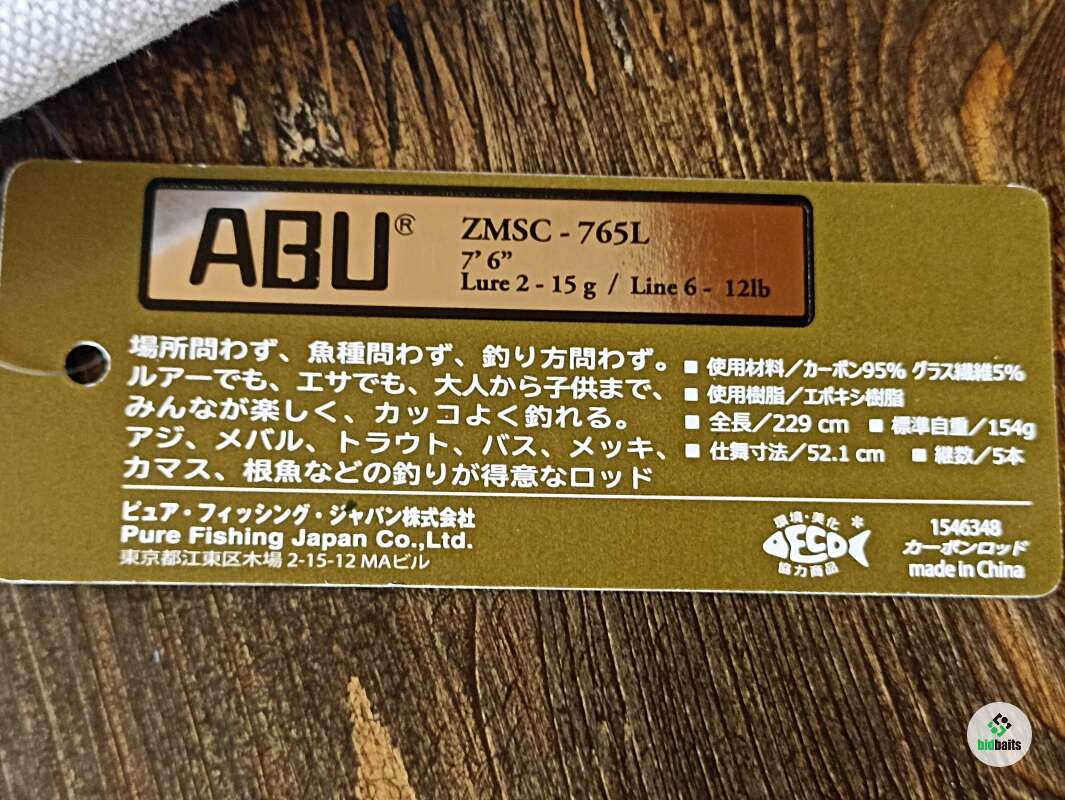 ABU®
ZMSC - 765L
7’ 6”
Lure 2 - 15 g / Line 6 - 12lb
場所問わず、魚種問わず、釣り方問わず。
ルアーでも、エサでも、大人から子供まで、
みんなが楽しく、カッコよく釣れる。
アジ、メバル、トラウト、バス、メッキ、
カマス、根魚などの釣りが得意なロッド
■ 使用材料／カーボン95% グラス繊維5%
■ 使用樹脂／エポキシ樹脂
■ 全長／229 cm ■ 標準自重／154g
■ 仕舞寸法／52.1 cm ■ 継数／5本
ピュア・フィッシング・ジャパン株式会社
Pure Fishing Japan Co.,Ltd.
東京都江東区木場 2-15-12 MAビル
環境・美化
ECO
協力商品
1546348
カーボンロッド
made in China
bidbaits